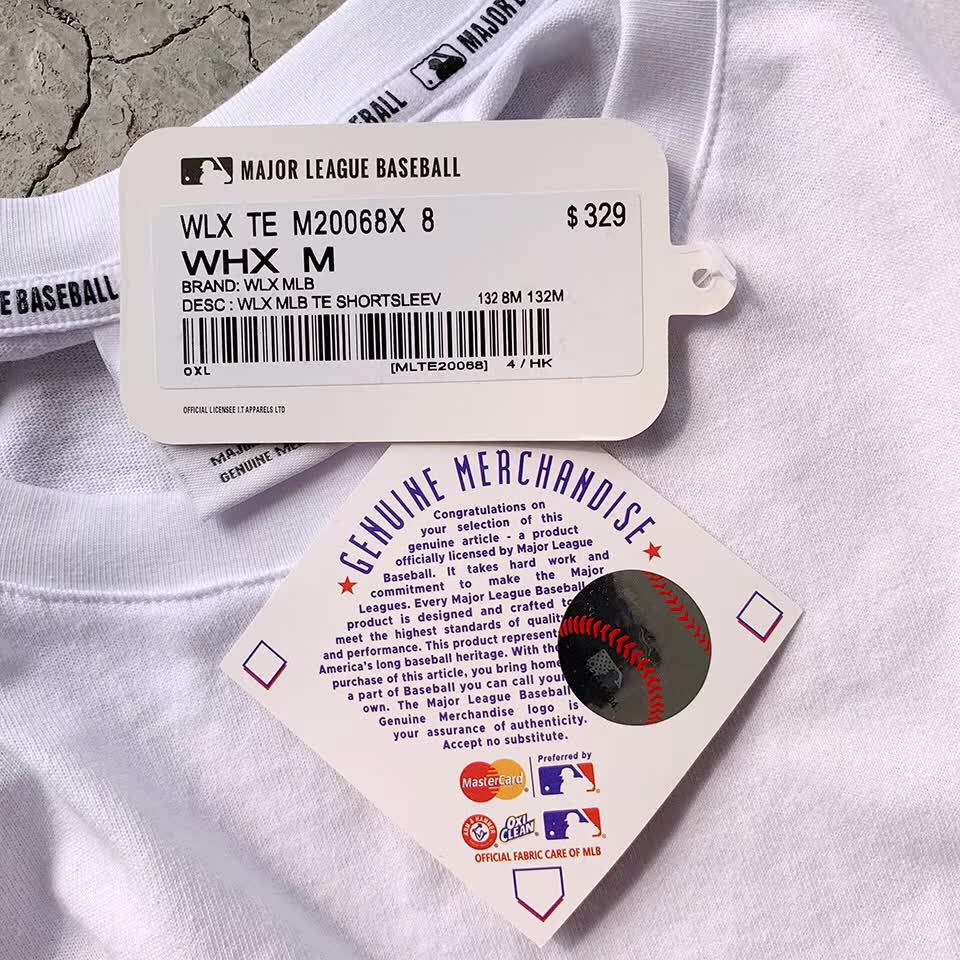 MAJOR
BALL
E BASEBALL
MAJOR LEAGUE BASEBALL
WLX TE M20068X 8
$329
WHX M
BRAND: WLX MLB
DESC : WLX MLB TE SHORTSLEEV 132 8M 132M
OXL [MLTE20068] 4 / HK
OFFICIAL LICENSEE I.T APPARELS LTD
GENUINE
GENUINE MERCHANDISE
Congratulations on
your selection of this
genuine article - a product
officially licensed by Major League
Baseball. It takes hard work and
commitment to make the Major
Leagues. Every Major League Baseball
product is designed and crafted to
meet the highest standards of quality
and performance. This product represent
America's long baseball heritage. With the
purchase of this article, you bring home
a part of Baseball you can call your
own. The Major League Baseball
Genuine Merchandise logo is
your assurance of authenticity.
Accept no substitute.
Preferred by
MasterCard
ARM & HAMMER
OXI
CLEAN
OFFICIAL FABRIC CARE OF MLB